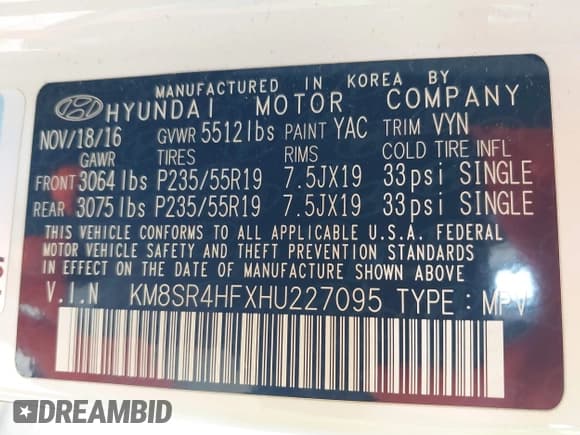 MANUFACTURED IN KOREA BY
HYUNDAI MOTOR COMPANY
NOV/18/16 GVWR 5512lbs PAINT YAC TRIM VYN
GAWR TIRES RIMS COLD TIRE INFL
FRONT 3064lbs P235/55R19 7.5JX19 33psi SINGLE
REAR 3075lbs P235/55R19 7.5JX19 33psi SINGLE
THIS VEHICLE CONFORMS TO ALL APPLICABLE U.S.A. FEDERAL
MOTOR VEHICLE SAFETY AND THEFT PREVENTION STANDARDS
IN EFFECT ON THE DATE OF MANUFACTURE SHOWN ABOVE.
V.I.N KM8SR4HFXHU227095 TYPE : MPV
DREAMBID